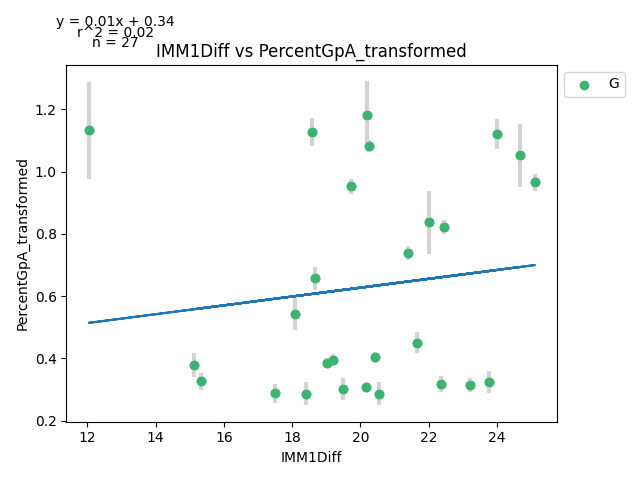 y = 0.01x + 0.34
r^2 = 0.02
n = 27
IMM1Diff vs PercentGpA_transformed
G
PercentGpA_transformed
1.2
1.0
0.8
0.6
0.4
0.2
12 14 16 18 20 22 24
IMM1Diff